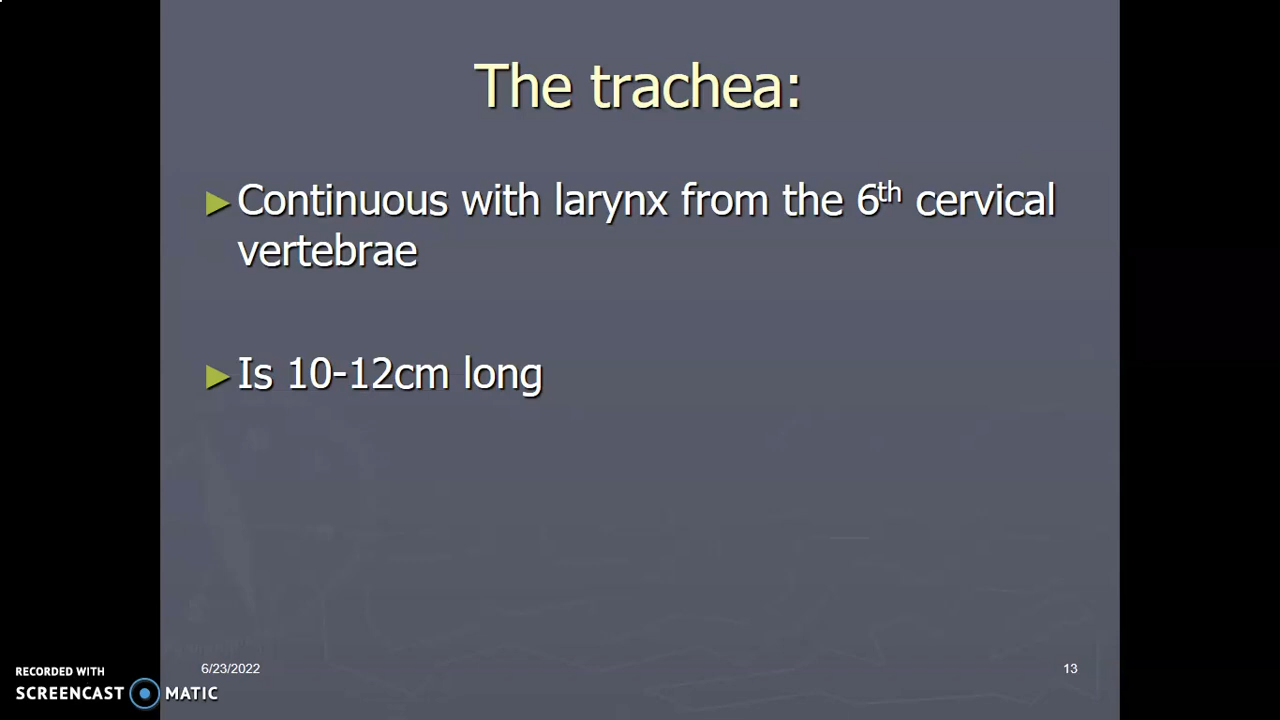 The trachea:
► Continuous with larynx from the 6th cervical
vertebrae
► Is 10-12cm long
6/23/2022
13
RECORDED WITH
SCREENCAST MATIC